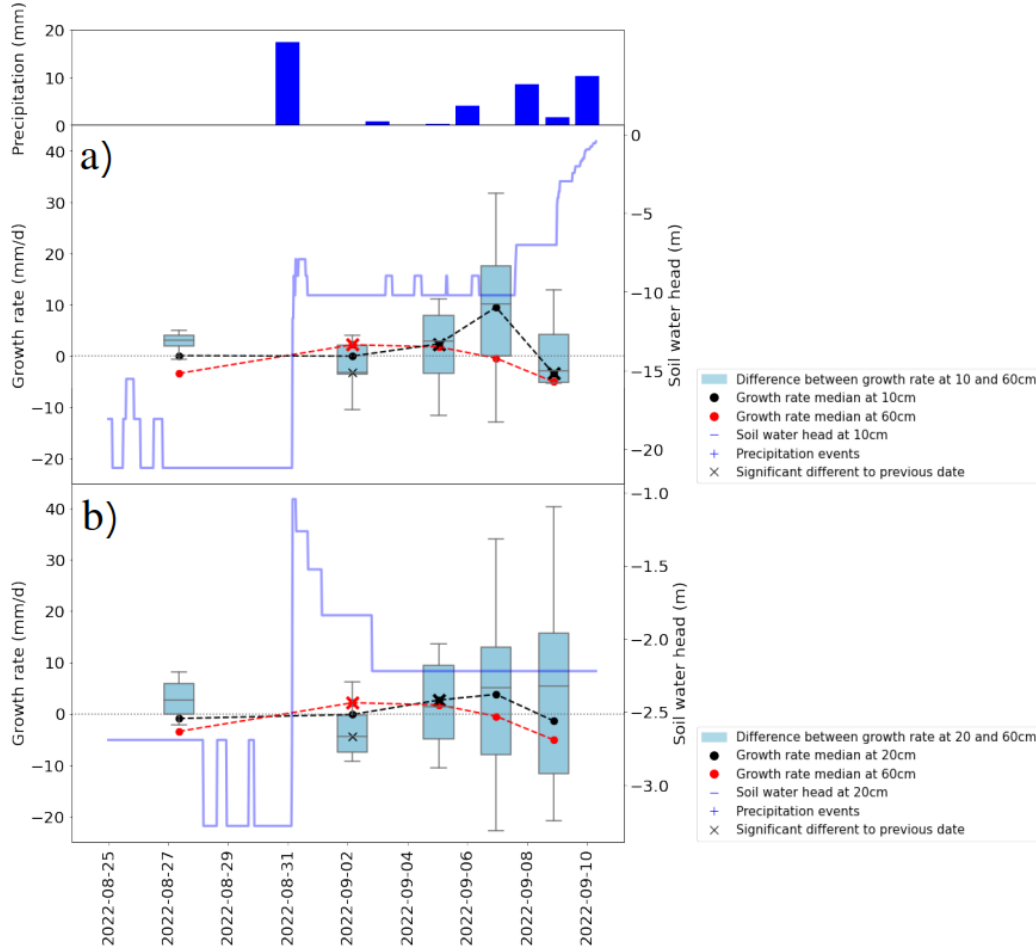 Precipitation (mm)
20
10
0
a)
Growth rate (mm/d)
40
30
20
10
0
−10
−20
0
−5
−10
−15
−20
Soil water head (m)
Difference between growth rate at 10 and 60cm
Growth rate median at 10cm
Growth rate median at 60cm
Soil water head at 10cm
Precipitation events
Significant different to previous date
b)
Growth rate (mm/d)
40
30
20
10
0
−10
−20
−1.0
−1.5
−2.0
−2.5
−3.0
Soil water head (m)
Difference between growth rate at 20 and 60cm
Growth rate median at 20cm
Growth rate median at 60cm
Soil water head at 20cm
Precipitation events
Significant different to previous date
2022-08-25
2022-08-27
2022-08-29
2022-08-31
2022-09-02
2022-09-04
2022-09-06
2022-09-08
2022-09-10